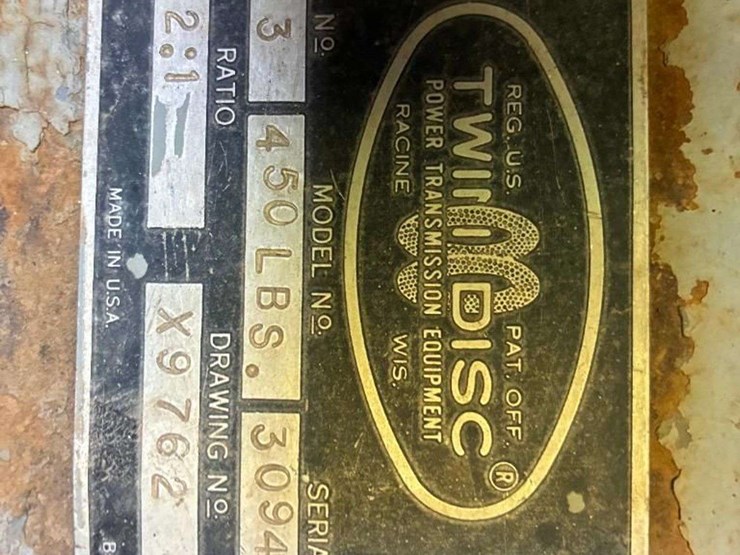 REG. U.S. PAT. OFF.
TWIN DISC®
POWER TRANSMISSION EQUIPMENT
RACINE WIS.
NO. MODEL NO. SERIA
3 450 LBS. 3094
RATIO DRAWING NO.
2:1 X9762
MADE IN U.S.A. B